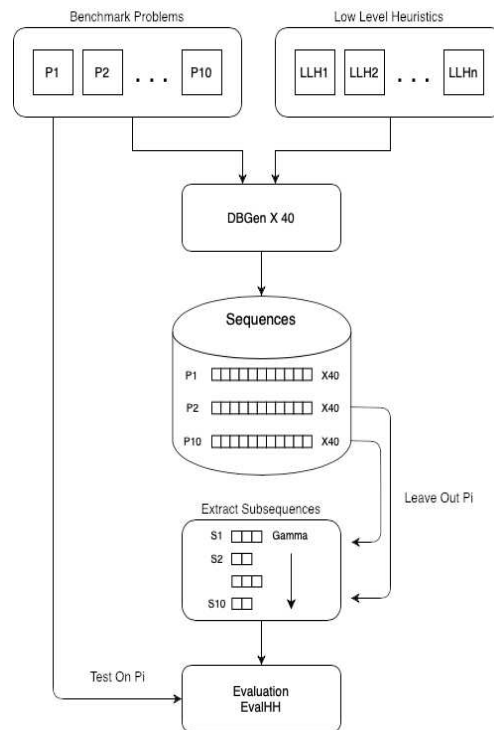 Benchmark Problems
Low Level Heuristics
P1 P2 . . . P10
LLH1 LLH2 . . . LLHn
DBGen X 40
Sequences
P1 X40
P2 X40
P10 X40
Leave Out Pi
Extract Subsequences
S1 Gamma
S2
S10
Test On Pi
Evaluation
EvalHH